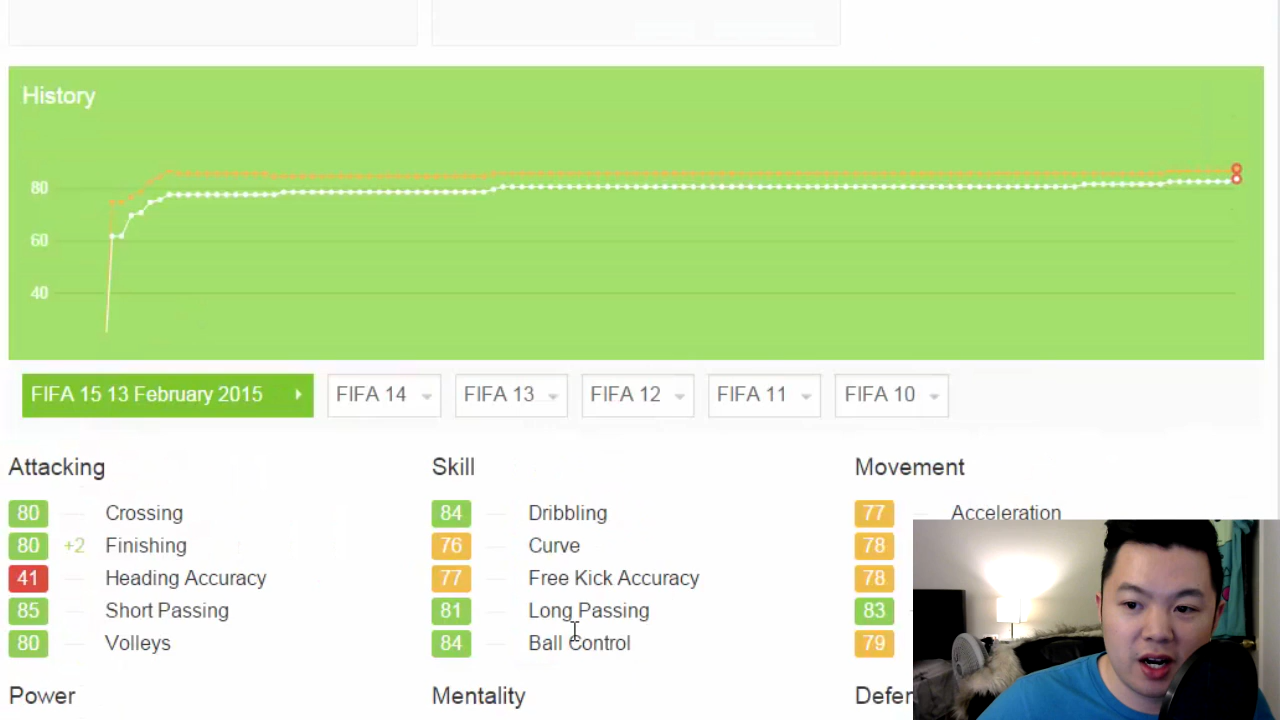 History
80
60
40
FIFA 15 13 February 2015
FIFA 14
FIFA 13
FIFA 12
FIFA 11
FIFA 10
Attacking
80 Crossing
80 +2 Finishing
41 Heading Accuracy
85 Short Passing
80 Volleys
Skill
84 Dribbling
76 Curve
77 Free Kick Accuracy
81 Long Passing
84 Ball Control
Movement
77 Acceleration
78
78
83
79
Power
Mentality
Defen